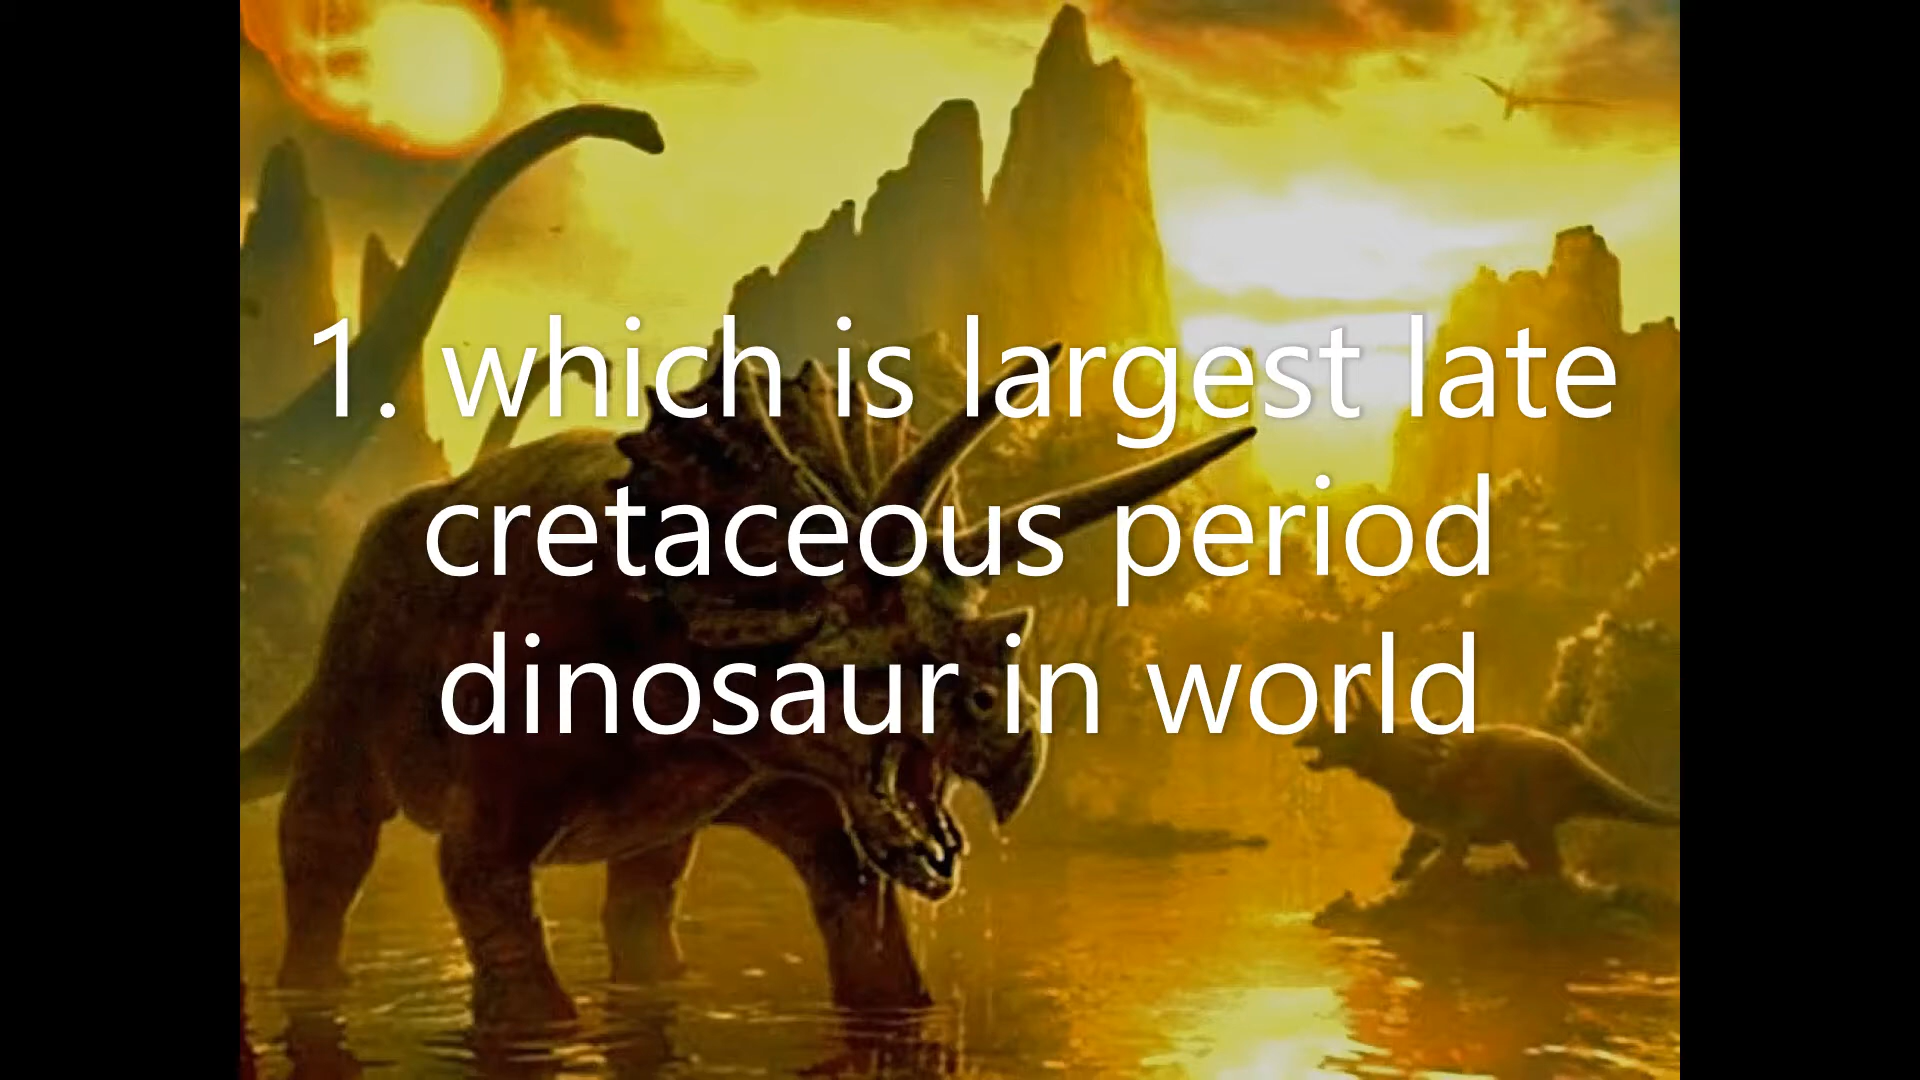 1. which is largest late
cretaceous period
dinosaur in world